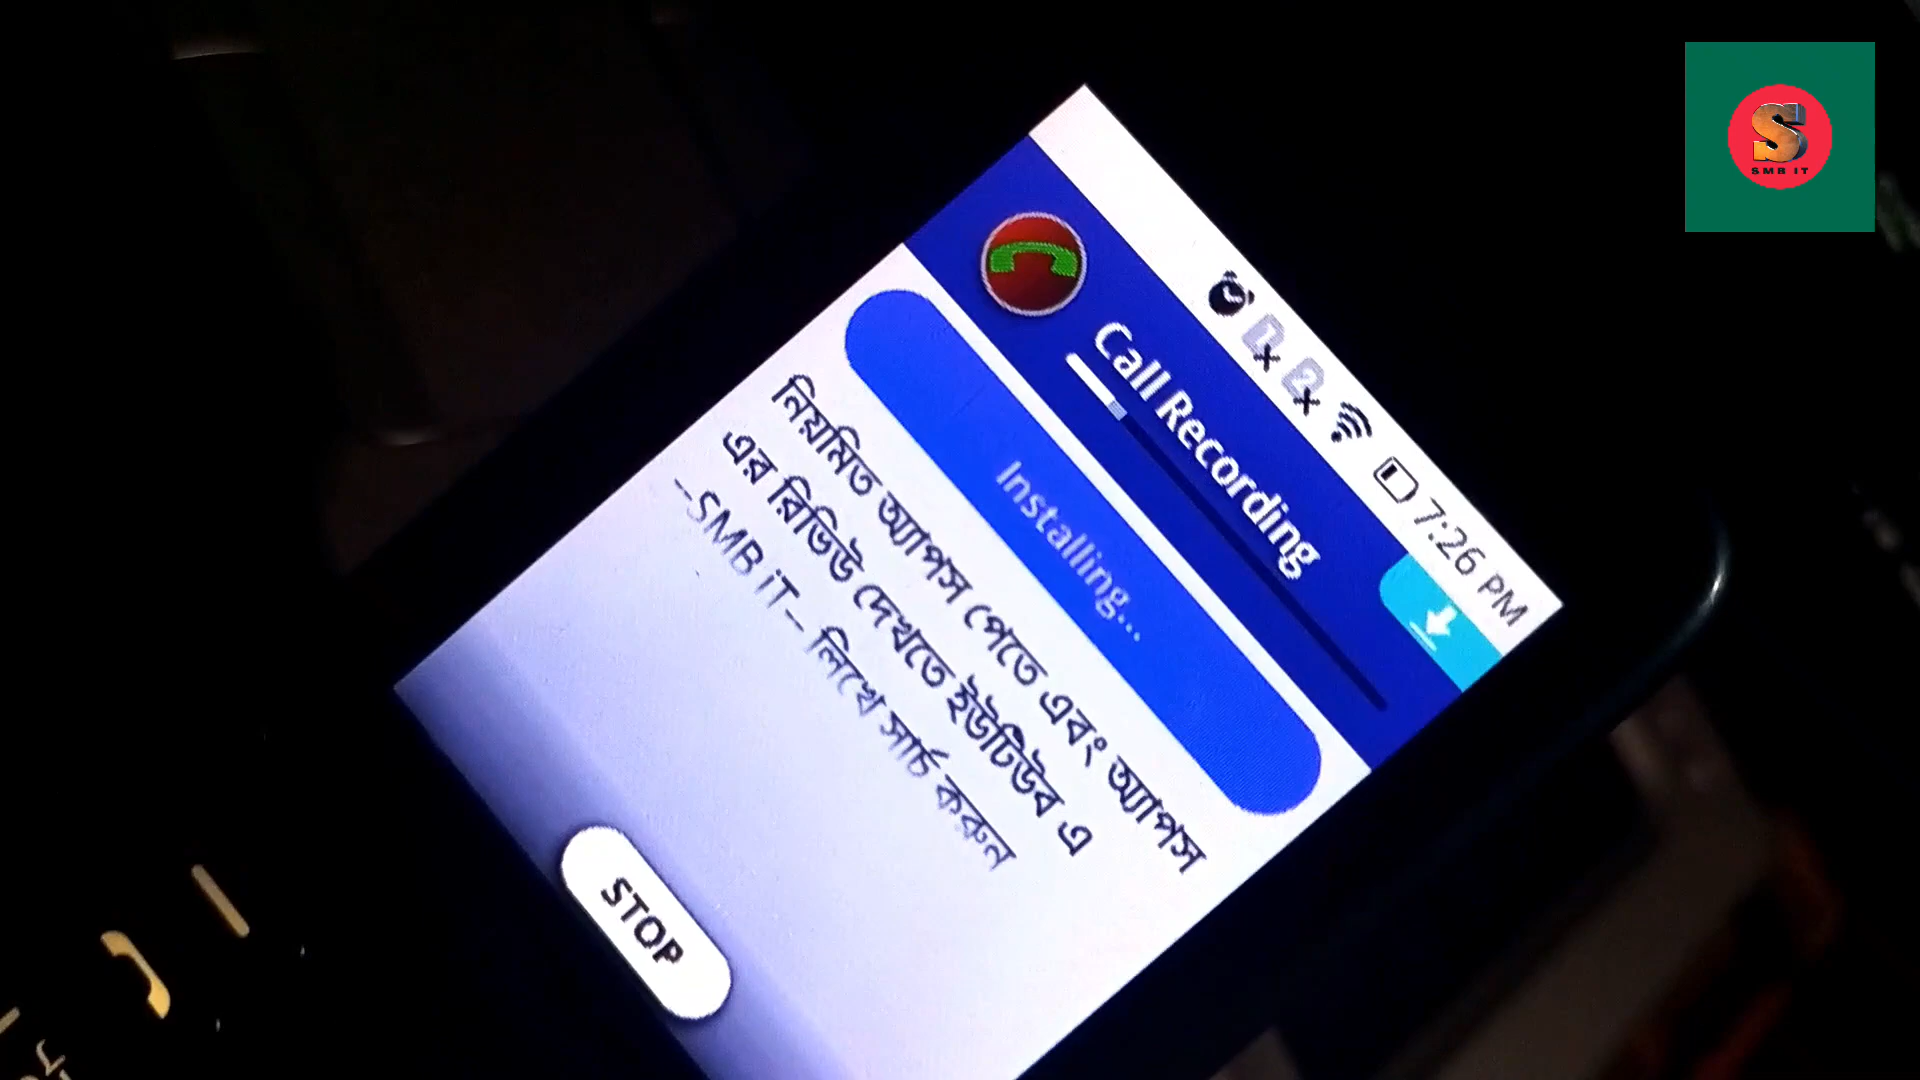 7:26 PM
Call Recording
Installing...
নিয়মিত অ্যাপস পেতে এবং অ্যাপস
এর রিভিউ দেখতে ইউটিউব এ
--SMB iT-- লিখে সার্চ করুন
STOP
S
SMB IT